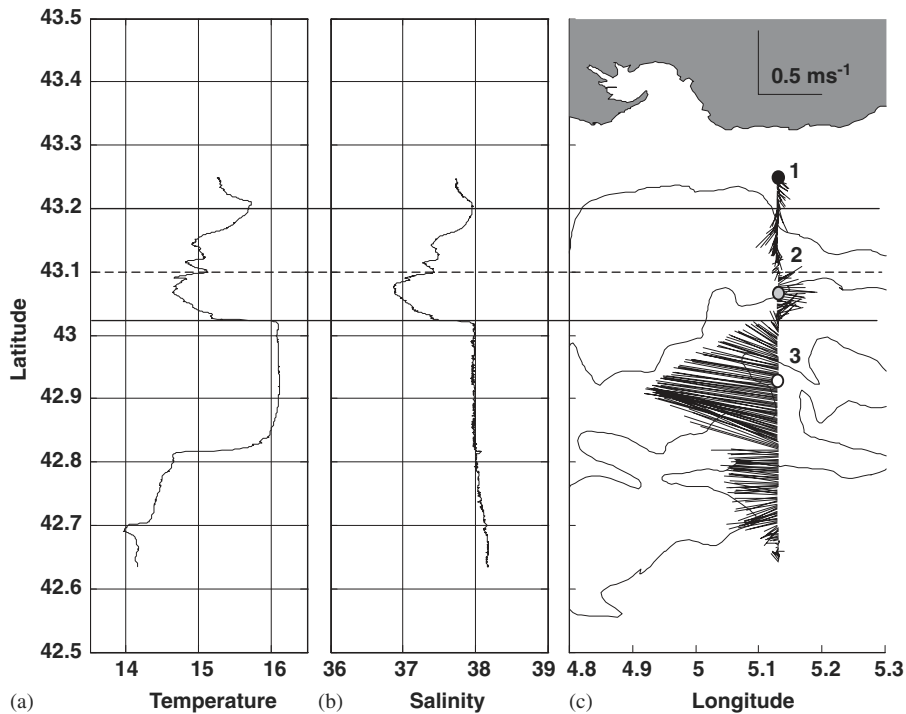 43.5
43.4
43.3
43.2
43.1
43
42.9
42.8
42.7
42.6
42.5
Latitude
14 15 16
36 37 38 39
4.8 4.9 5 5.1 5.2 5.3
0.5 ms-1
1
2
3
(a) Temperature
(b) Salinity
(c) Longitude